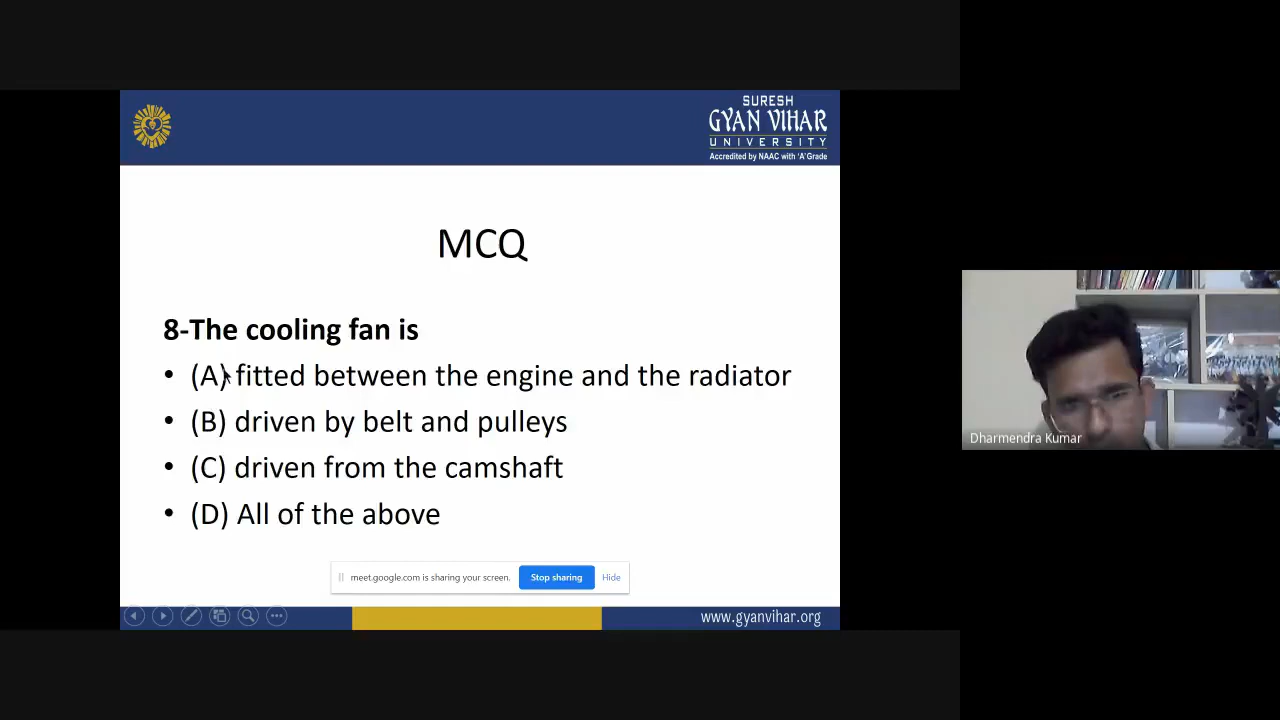 SURESH
GYAN VIHAR
UNIVERSITY
Accredited by NAAC with 'A' Grade
MCQ
8-The cooling fan is
• (A) fitted between the engine and the radiator
• (B) driven by belt and pulleys
• (C) driven from the camshaft
• (D) All of the above
meet.google.com is sharing your screen.
Stop sharing
Hide
www.gyanvihar.org
Dharmendra Kumar